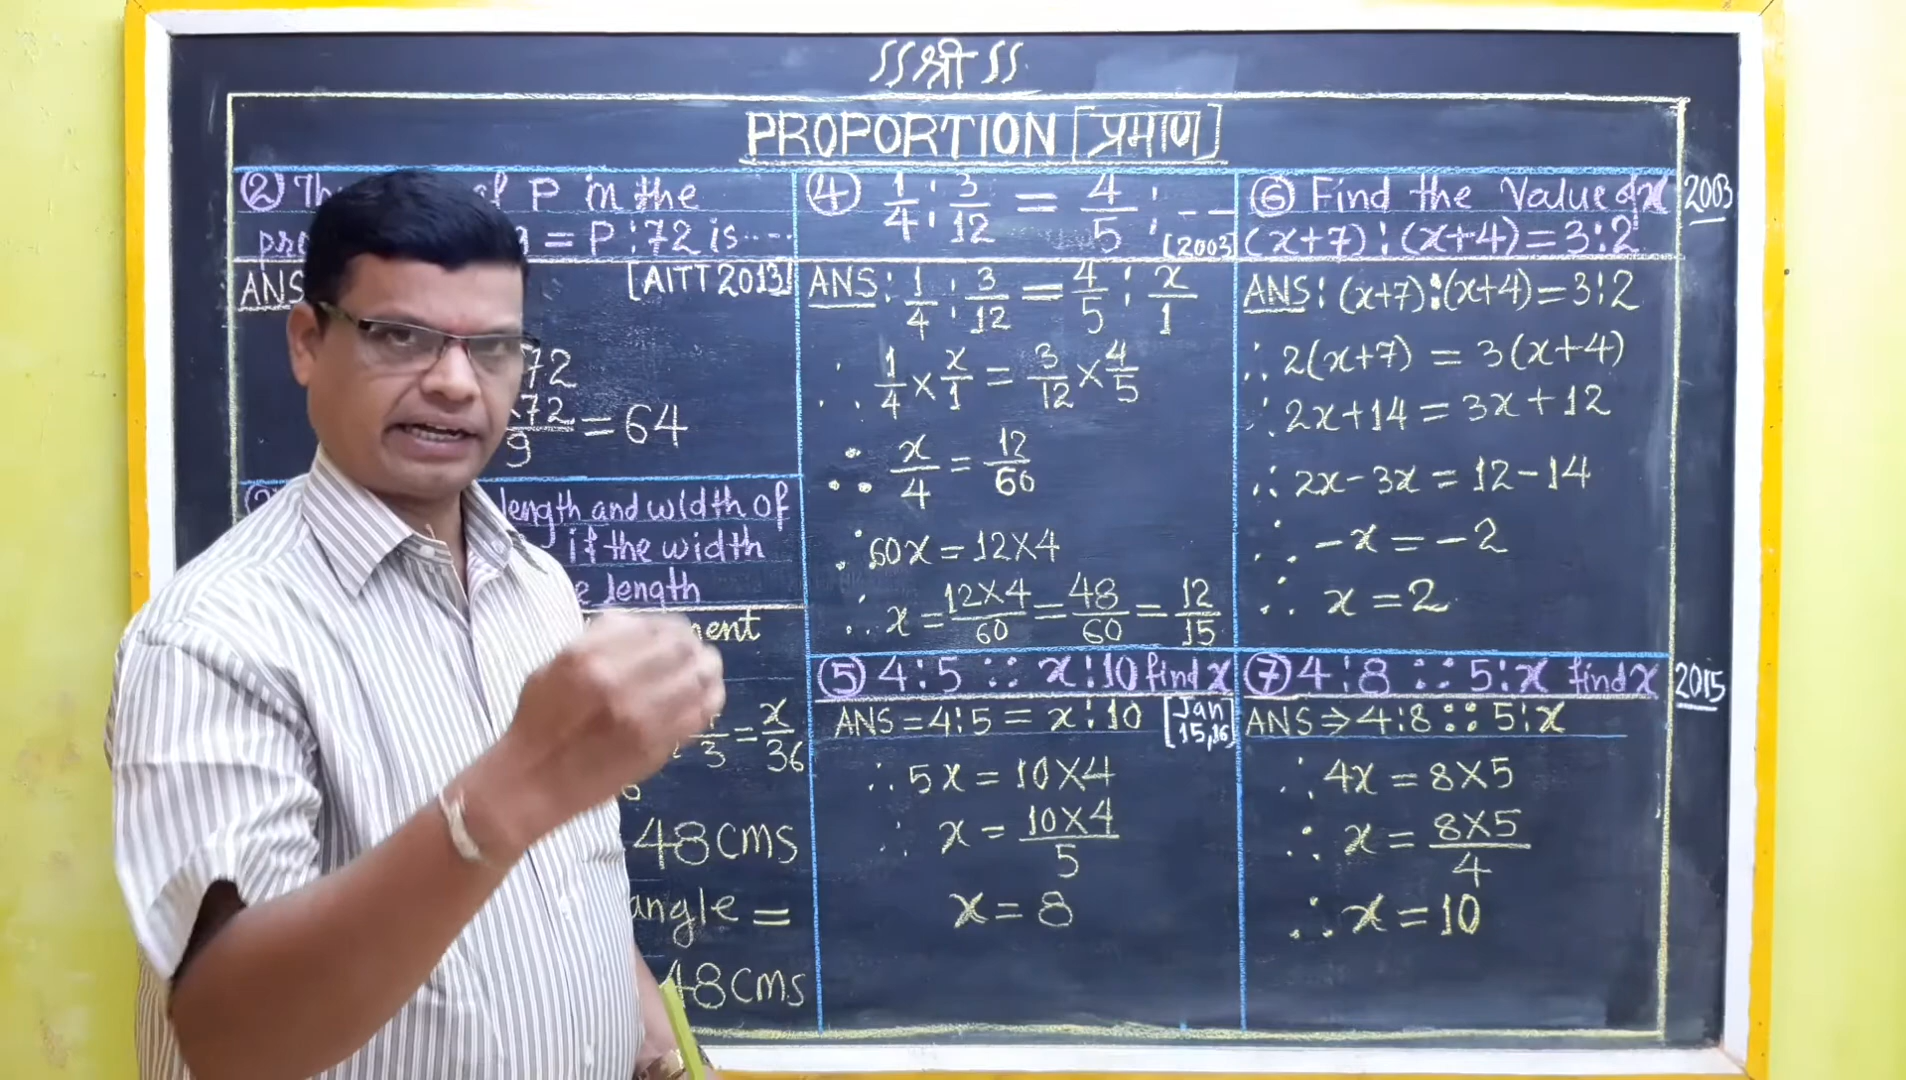 ।।श्री।।
PROPORTION [प्रमाण]
② P in the
= P:72 is----
ANS [AITT 2013]
72
×72/9 = 64
length and width of
if the width
length
= x/36
48 cms
angle =
48 cms
④ 1/4 : 3/12 = 4/5 : --
[2003]
ANS: 1/4 : 3/12 = 4/5 : x/1
∴ 1/4 × x/1 = 3/12 × 4/5
∴ x/4 = 12/60
∴ 60x = 12×4
∴ x = 12×4/60 = 48/60 = 12/15
⑤ 4:5 :: x:10 find x
ANS = 4:5 = x:10 [Jan 15,16]
∴ 5x = 10×4
∴ x = 10×4/5
x = 8
⑥ Find the Value of x 2003
(x+7):(x+4)=3:2
ANS: (x+7):(x+4)=3:2
∴ 2(x+7) = 3(x+4)
∴ 2x+14 = 3x+12
∴ 2x-3x = 12-14
∴ -x = -2
∴ x = 2
⑦ 4:8 :: 5:x find x 2015
ANS ⇒ 4:8 :: 5:x
∴ 4x = 8×5
∴ x = 8×5/4
∴ x = 10